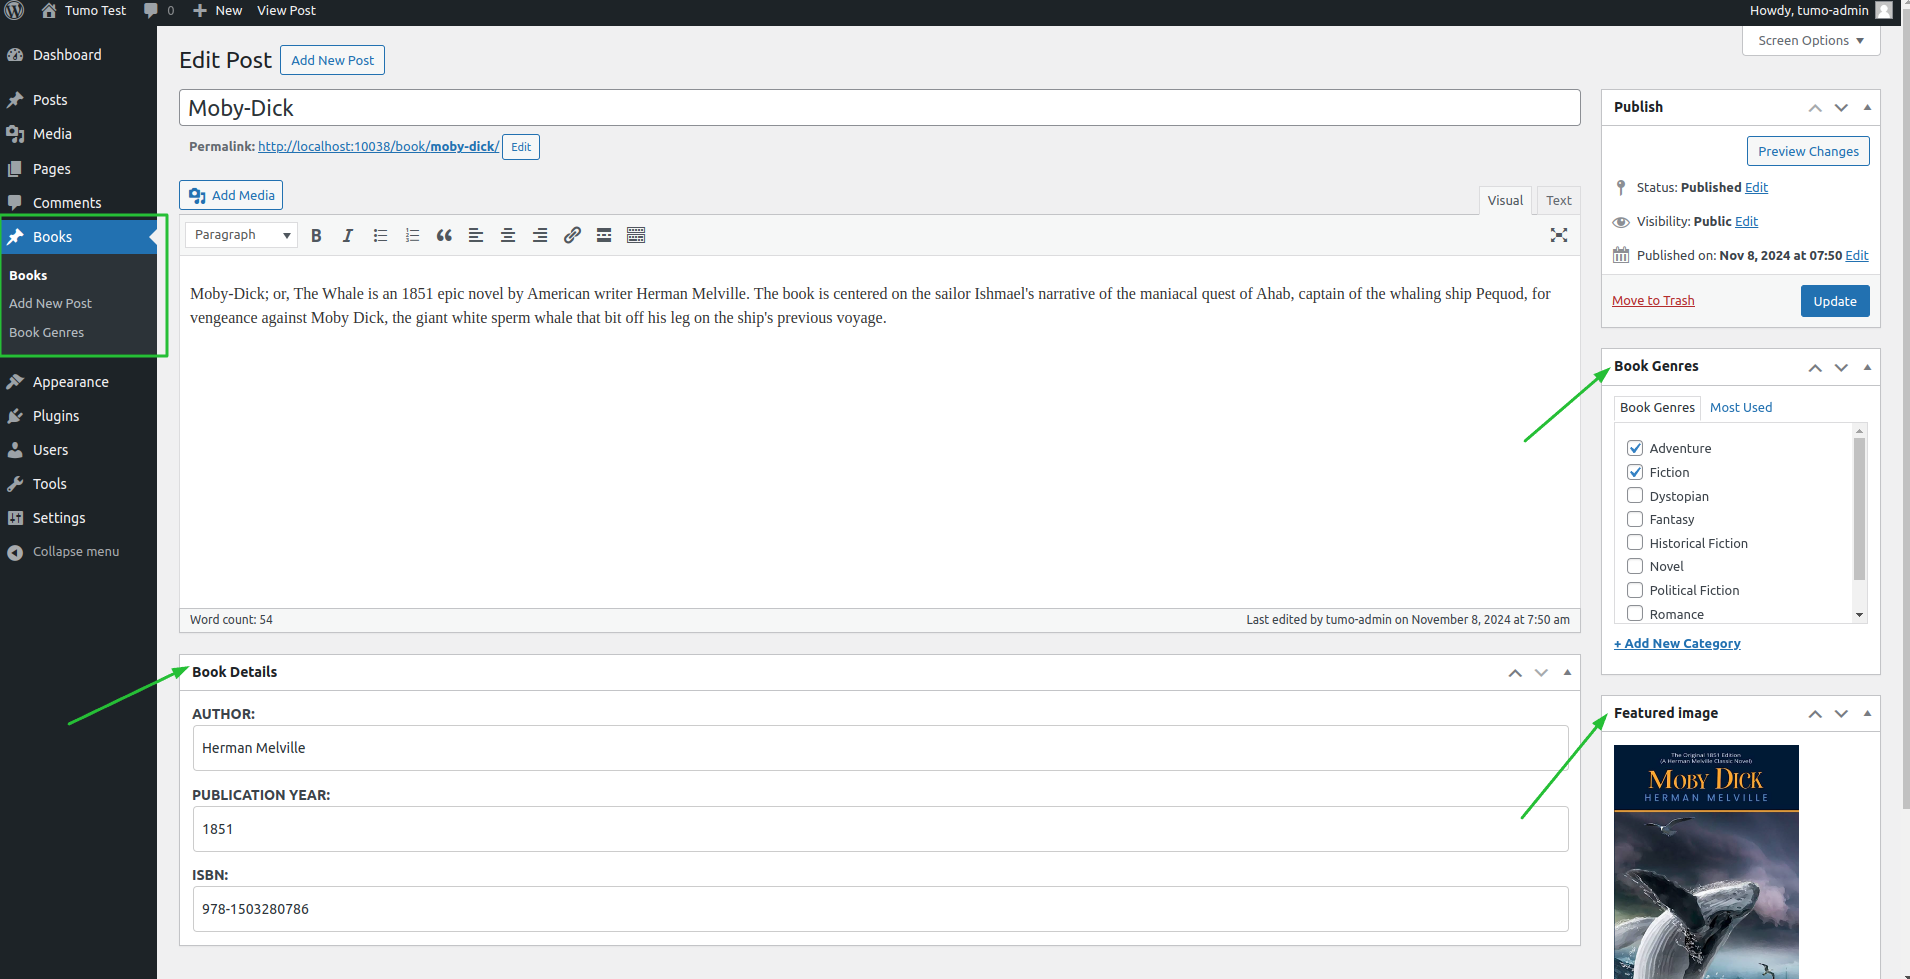 Tumo Test 0 New View Post Howdy, tumo-admin
Screen Options
Dashboard
Posts
Media
Pages
Comments
Books
Books
Add New Post
Book Genres
Appearance
Plugins
Users
Tools
Settings
Collapse menu
Edit Post Add New Post
Moby-Dick
Permalink: http://localhost:10038/book/moby-dick/ Edit
Add Media
Visual Text
Paragraph
Moby-Dick; or, The Whale is an 1851 epic novel by American writer Herman Melville. The book is centered on the sailor Ishmael's narrative of the maniacal quest of Ahab, captain of the whaling ship Pequod, for
vengeance against Moby Dick, the giant white sperm whale that bit off his leg on the ship's previous voyage.
Word count: 54 Last edited by tumo-admin on November 8, 2024 at 7:50 am
Book Details
AUTHOR:
Herman Melville
PUBLICATION YEAR:
1851
ISBN:
978-1503280786
Publish
Preview Changes
Status: Published Edit
Visibility: Public Edit
Published on: Nov 8, 2024 at 07:50 Edit
Move to Trash Update
Book Genres
Book Genres Most Used
Adventure
Fiction
Dystopian
Fantasy
Historical Fiction
Novel
Political Fiction
Romance
+ Add New Category
Featured image
The Original 1851 Edition
(A Herman Melville Classic Novel)
MOBY DICK
HERMAN MELVILLE